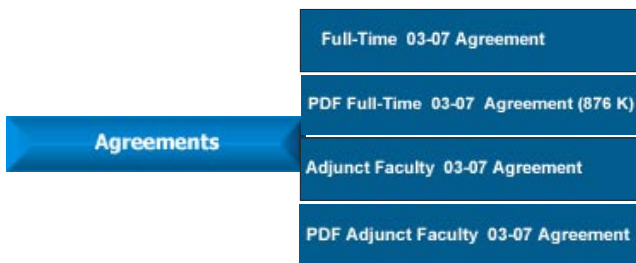 Full-Time 03-07 Agreement
PDF Full-Time 03-07 Agreement (876 K)
Agreements
Adjunct Faculty 03-07 Agreement
PDF Adjunct Faculty 03-07 Agreement